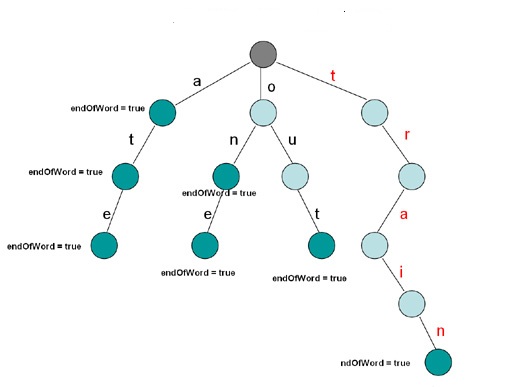 a
o
t
endOfWord = true
t
n
u
r
endOfWord = true
endOfWord = true
e
e
t
a
endOfWord = true
endOfWord = true
endOfWord = true
i
n
ndOfWord = true